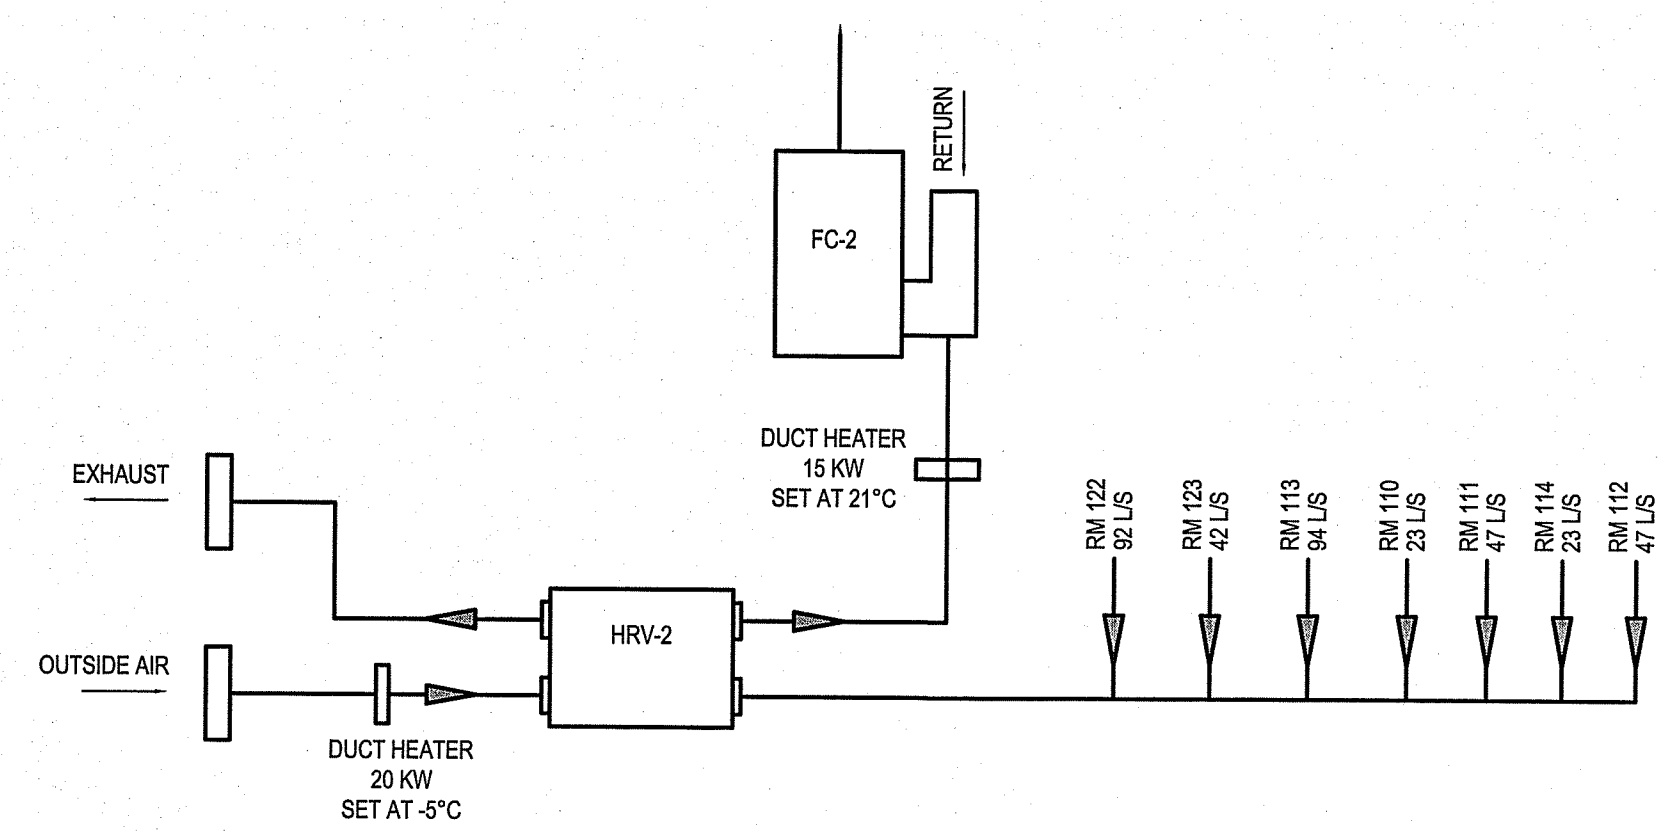 RETURN
FC-2
DUCT HEATER
15 KW
SET AT 21°C
EXHAUST
RM 122
92 L/S
RM 123
42 L/S
RM 113
94 L/S
RM 110
23 L/S
RM 111
47 L/S
RM 114
23 L/S
RM 112
47 L/S
HRV-2
OUTSIDE AIR
DUCT HEATER
20 KW
SET AT -5°C